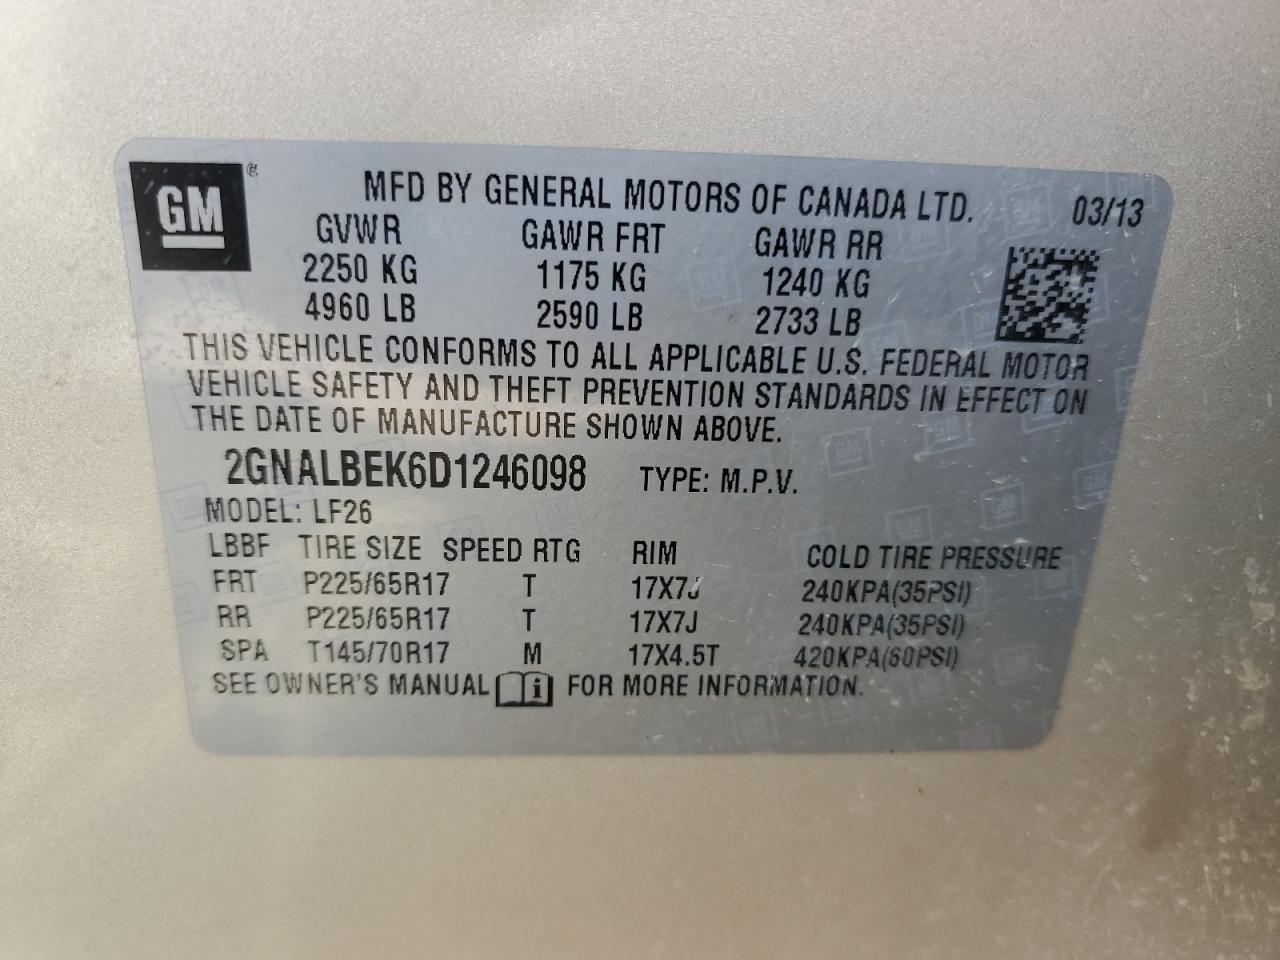 GM ®
MFD BY GENERAL MOTORS OF CANADA LTD. 03/13
GVWR GAWR FRT GAWR RR
2250 KG 1175 KG 1240 KG
4960 LB 2590 LB 2733 LB
THIS VEHICLE CONFORMS TO ALL APPLICABLE U.S. FEDERAL MOTOR
VEHICLE SAFETY AND THEFT PREVENTION STANDARDS IN EFFECT ON
THE DATE OF MANUFACTURE SHOWN ABOVE.
2GNALBEK6D1246098 TYPE: M.P.V.
MODEL: LF26
LBBF TIRE SIZE SPEED RTG RIM COLD TIRE PRESSURE
FRT P225/65R17 T 17X7J 240KPA(35PSI)
RR P225/65R17 T 17X7J 240KPA(35PSI)
SPA T145/70R17 M 17X4.5T 420KPA(60PSI)
SEE OWNER'S MANUAL i FOR MORE INFORMATION.